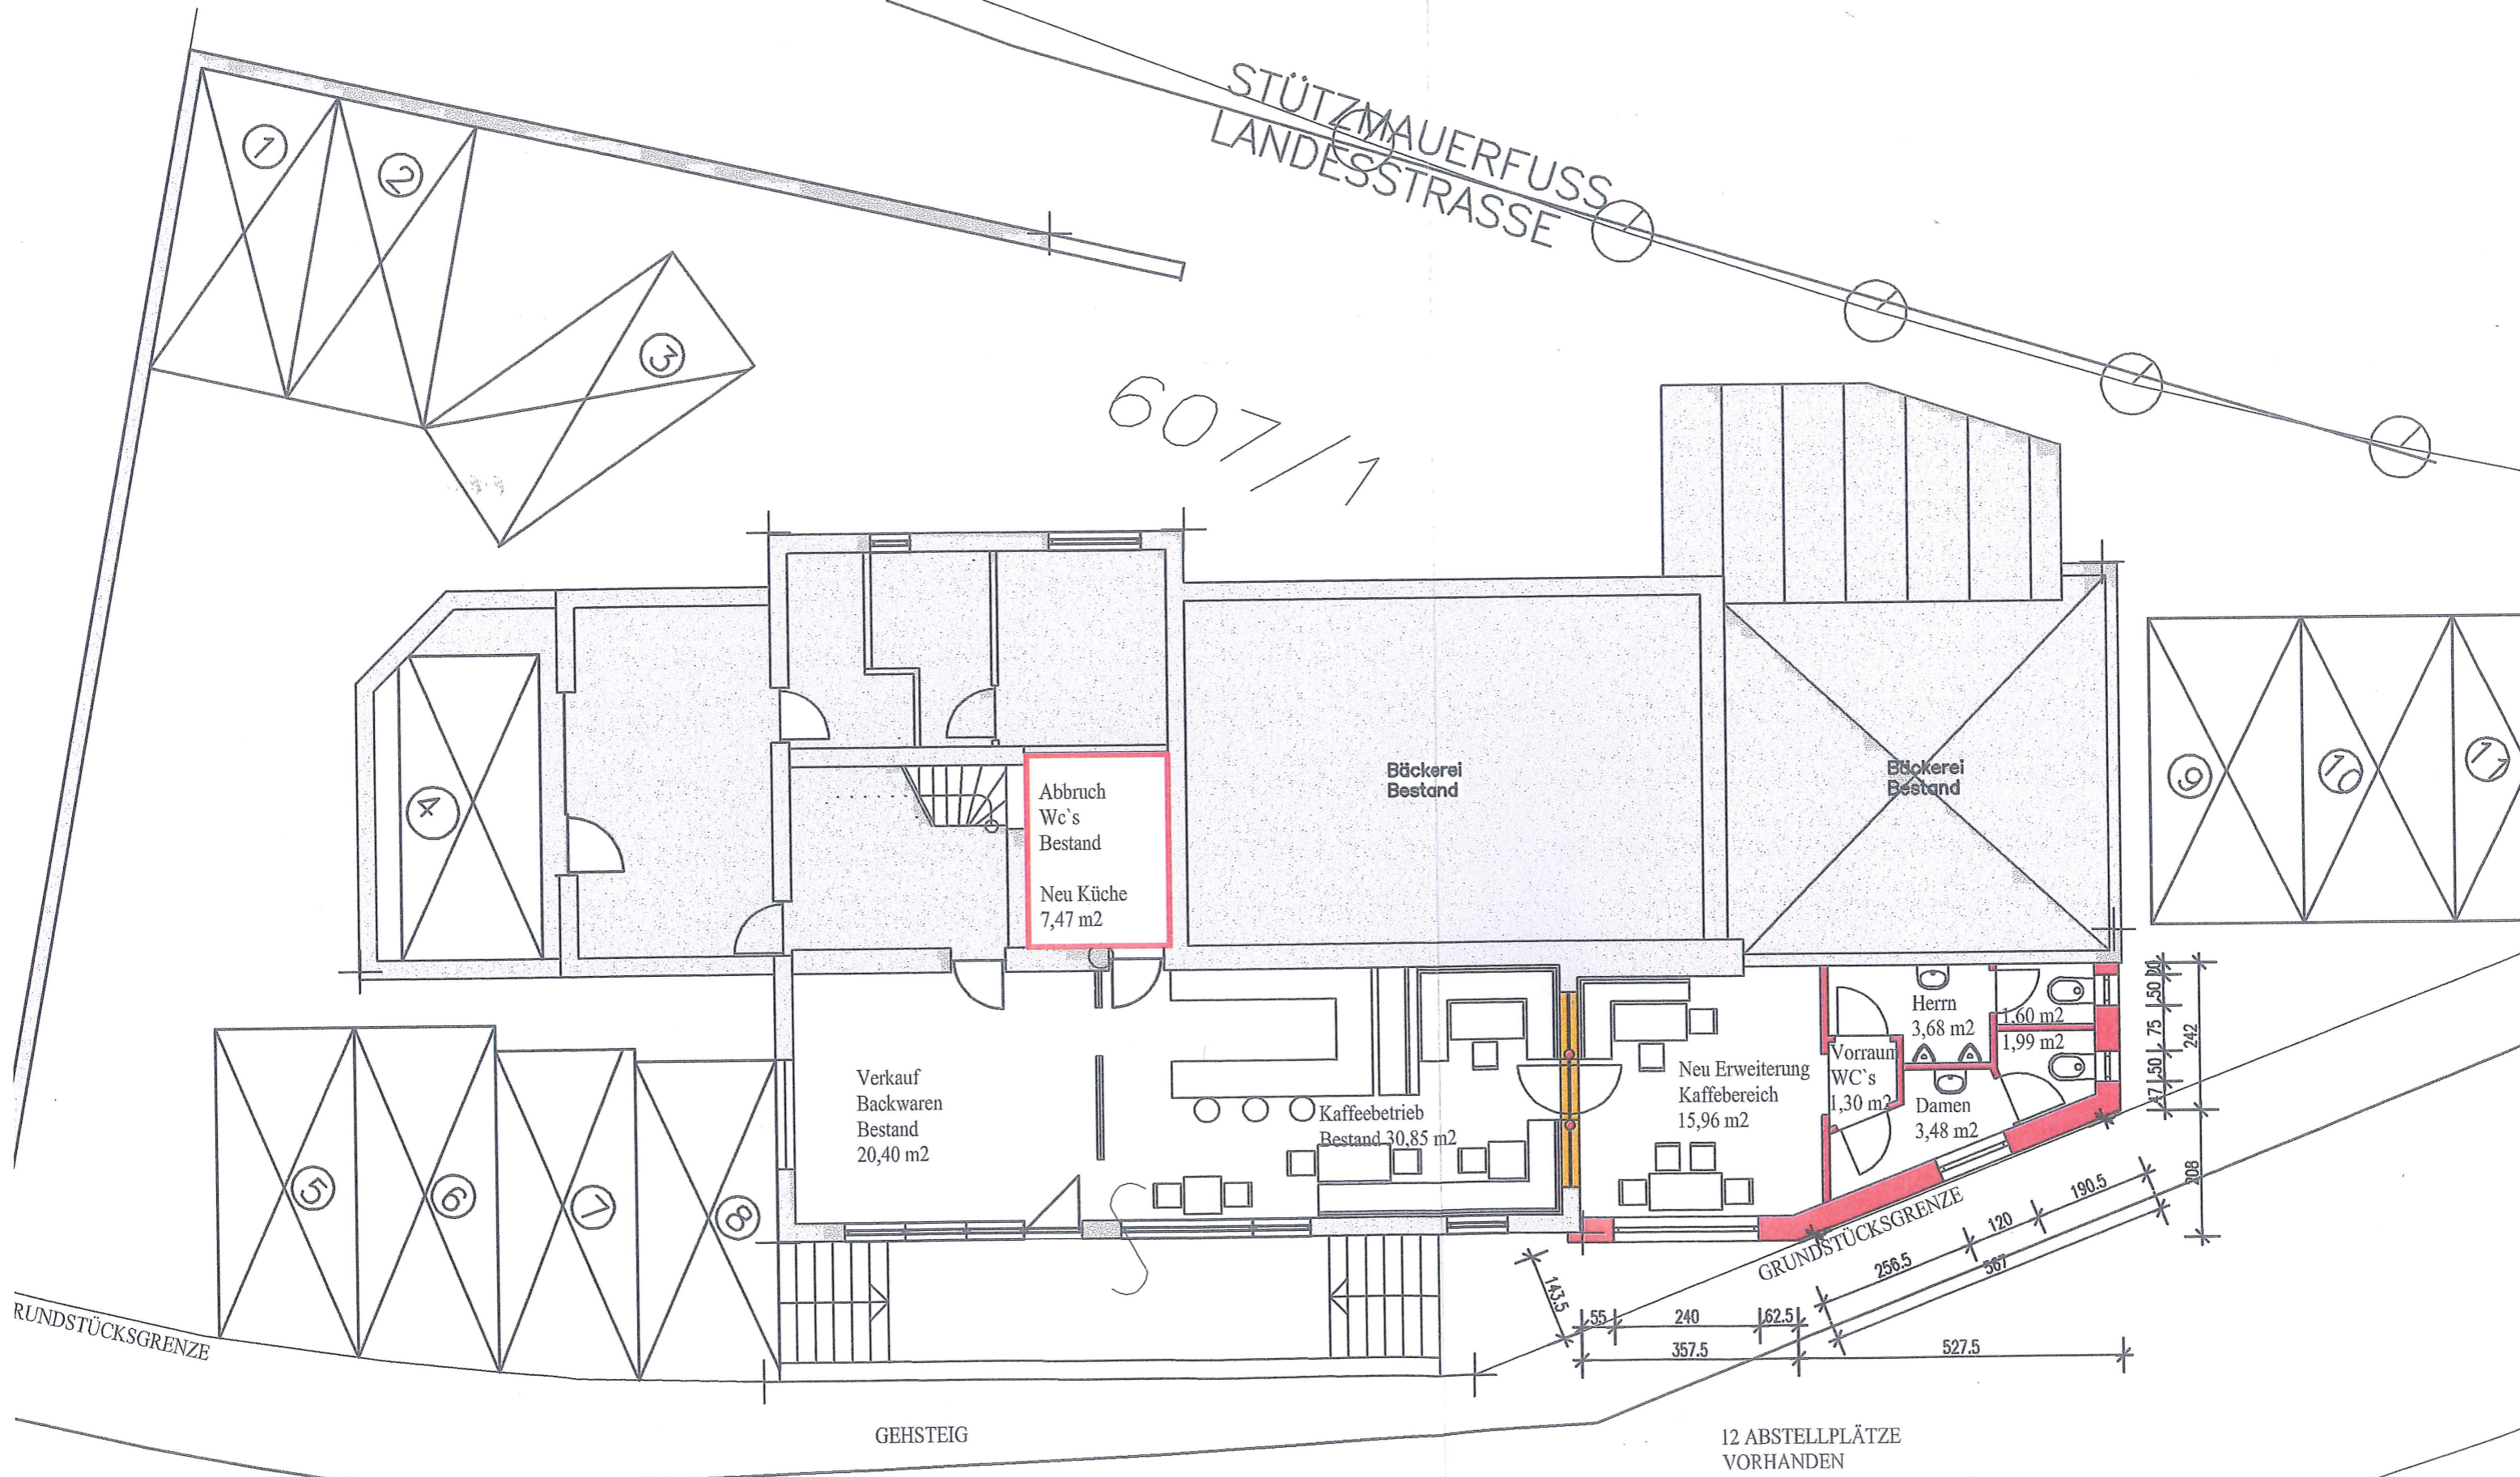 STÜTZMAUERFUSS
LANDESSTRASSE
1
2
3
607/1
4
Abbruch
Wc`s
Bestand
Neu Küche
7,47 m2
Bäckerei
Bestand
Bäckerei
Bestand
9
10
11
Verkauf
Backwaren
Bestand
20,40 m2
Kaffeebetrieb
Bestand 30,85 m2
Neu Erweiterung
Kaffebereich
15,96 m2
Vorraum
WC`s
1,30 m2
Herrn
3,68 m2
1,60 m2
1,99 m2
Damen
3,48 m2
20
50
75
50
47
242
208
5
6
7
8
GRUNDSTÜCKSGRENZE
190.5
120
256.5
567
143.5
55
240
62.5
357.5
527.5
RUNDSTÜCKSGRENZE
GEHSTEIG
12 ABSTELLPLÄTZE
VORHANDEN